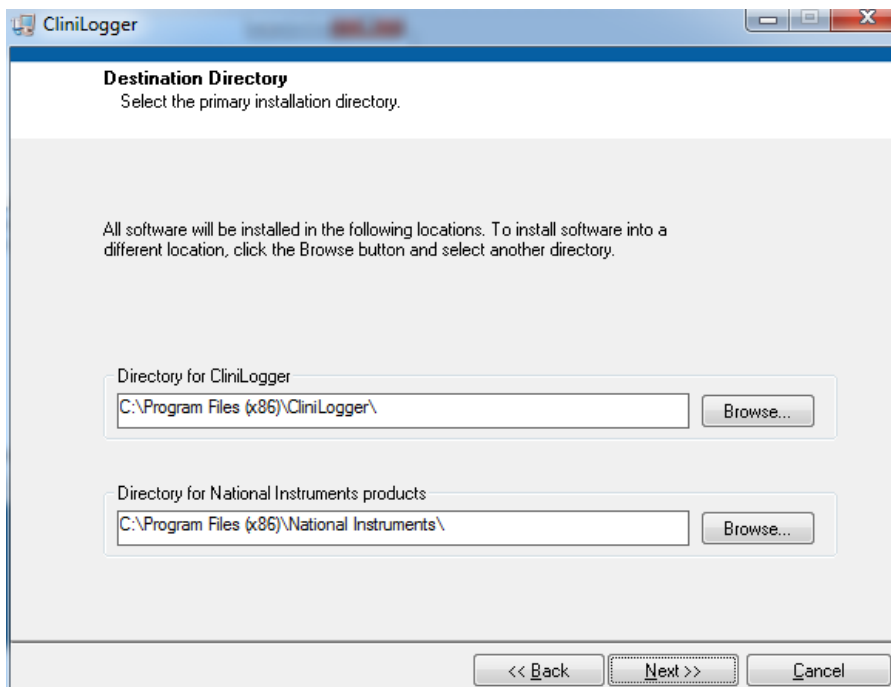 CliniLogger
Destination Directory
Select the primary installation directory.
All software will be installed in the following locations. To install software into a
different location, click the Browse button and select another directory.
Directory for CliniLogger
C:\Program Files (x86)\CliniLogger\
Browse...
Directory for National Instruments products
C:\Program Files (x86)\National Instruments\
Browse...
<< Back
Next >>
Cancel